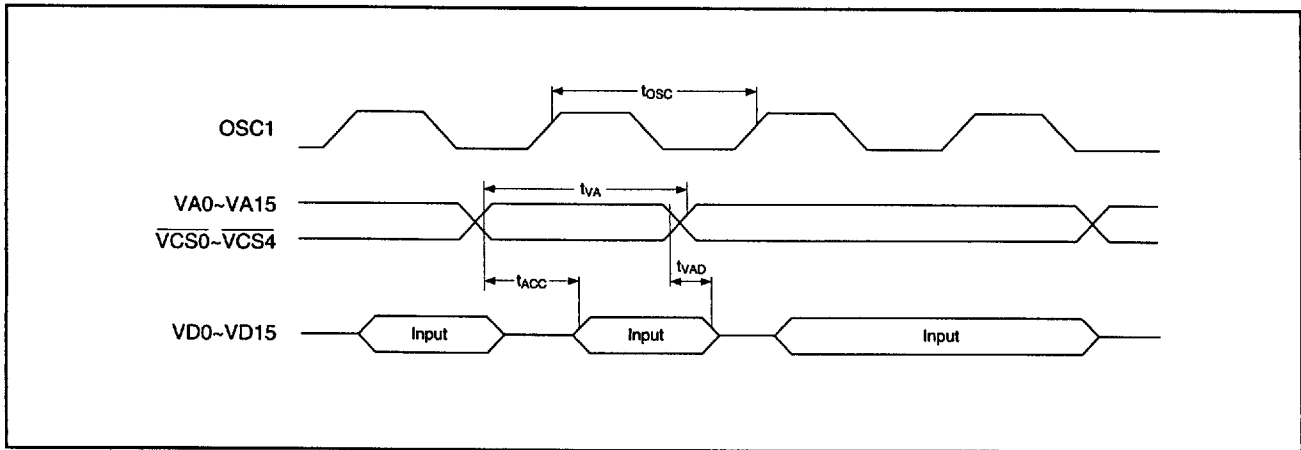 tOSC
OSC1
tVA
VA0~VA15
VCS0~VCS4
tVAD
tACC
VD0~VD15
Input
Input
Input